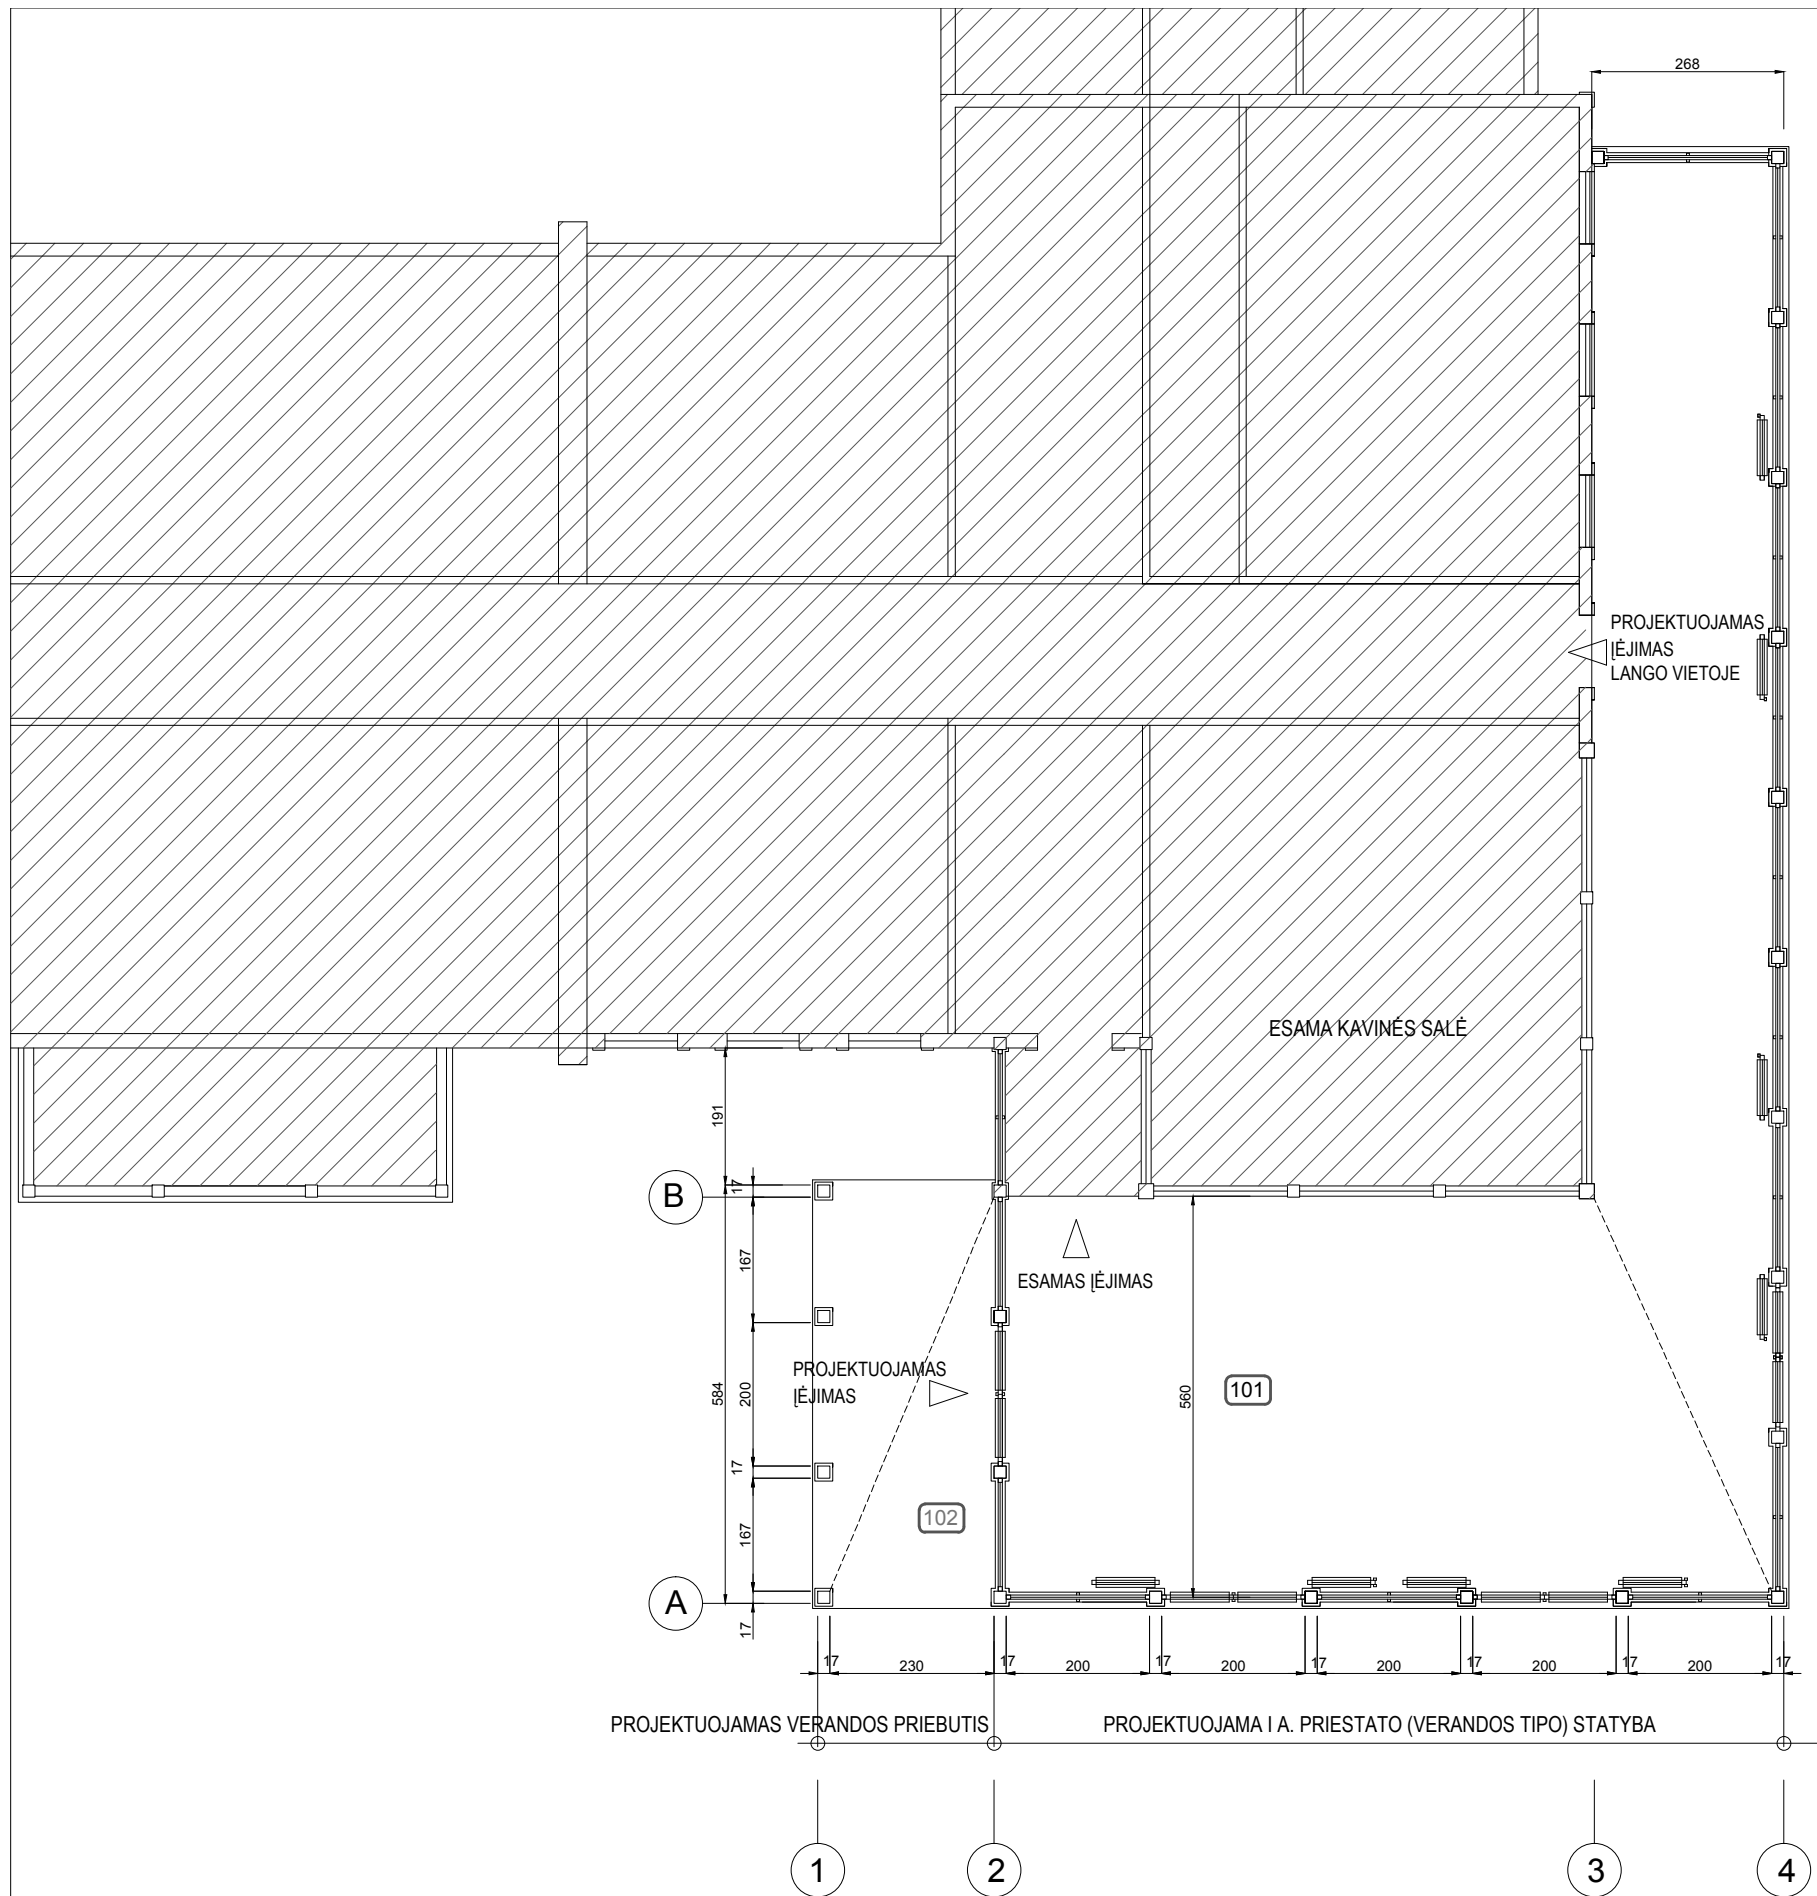 268
PROJEKTUOJAMAS
ĮĖJIMAS
LANGO VIETOJE
ESAMA KAVINĖS SALĖ
191
17
B
167
ESAMAS ĮĖJIMAS
PROJEKTUOJAMAS
ĮĖJIMAS
584
200
560
101
17
102
167
A
17
17
230
17
200
17
200
17
200
17
200
17
200
17
PROJEKTUOJAMAS VERANDOS PRIEBUTIS
PROJEKTUOJAMA I A. PRIESTATO (VERANDOS TIPO) STATYBA
1
2
3
4